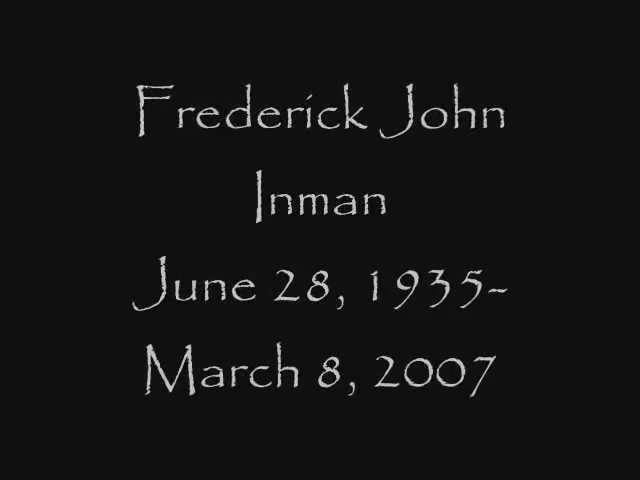 Frederick John
Inman
June 28, 1935-
March 8, 2007